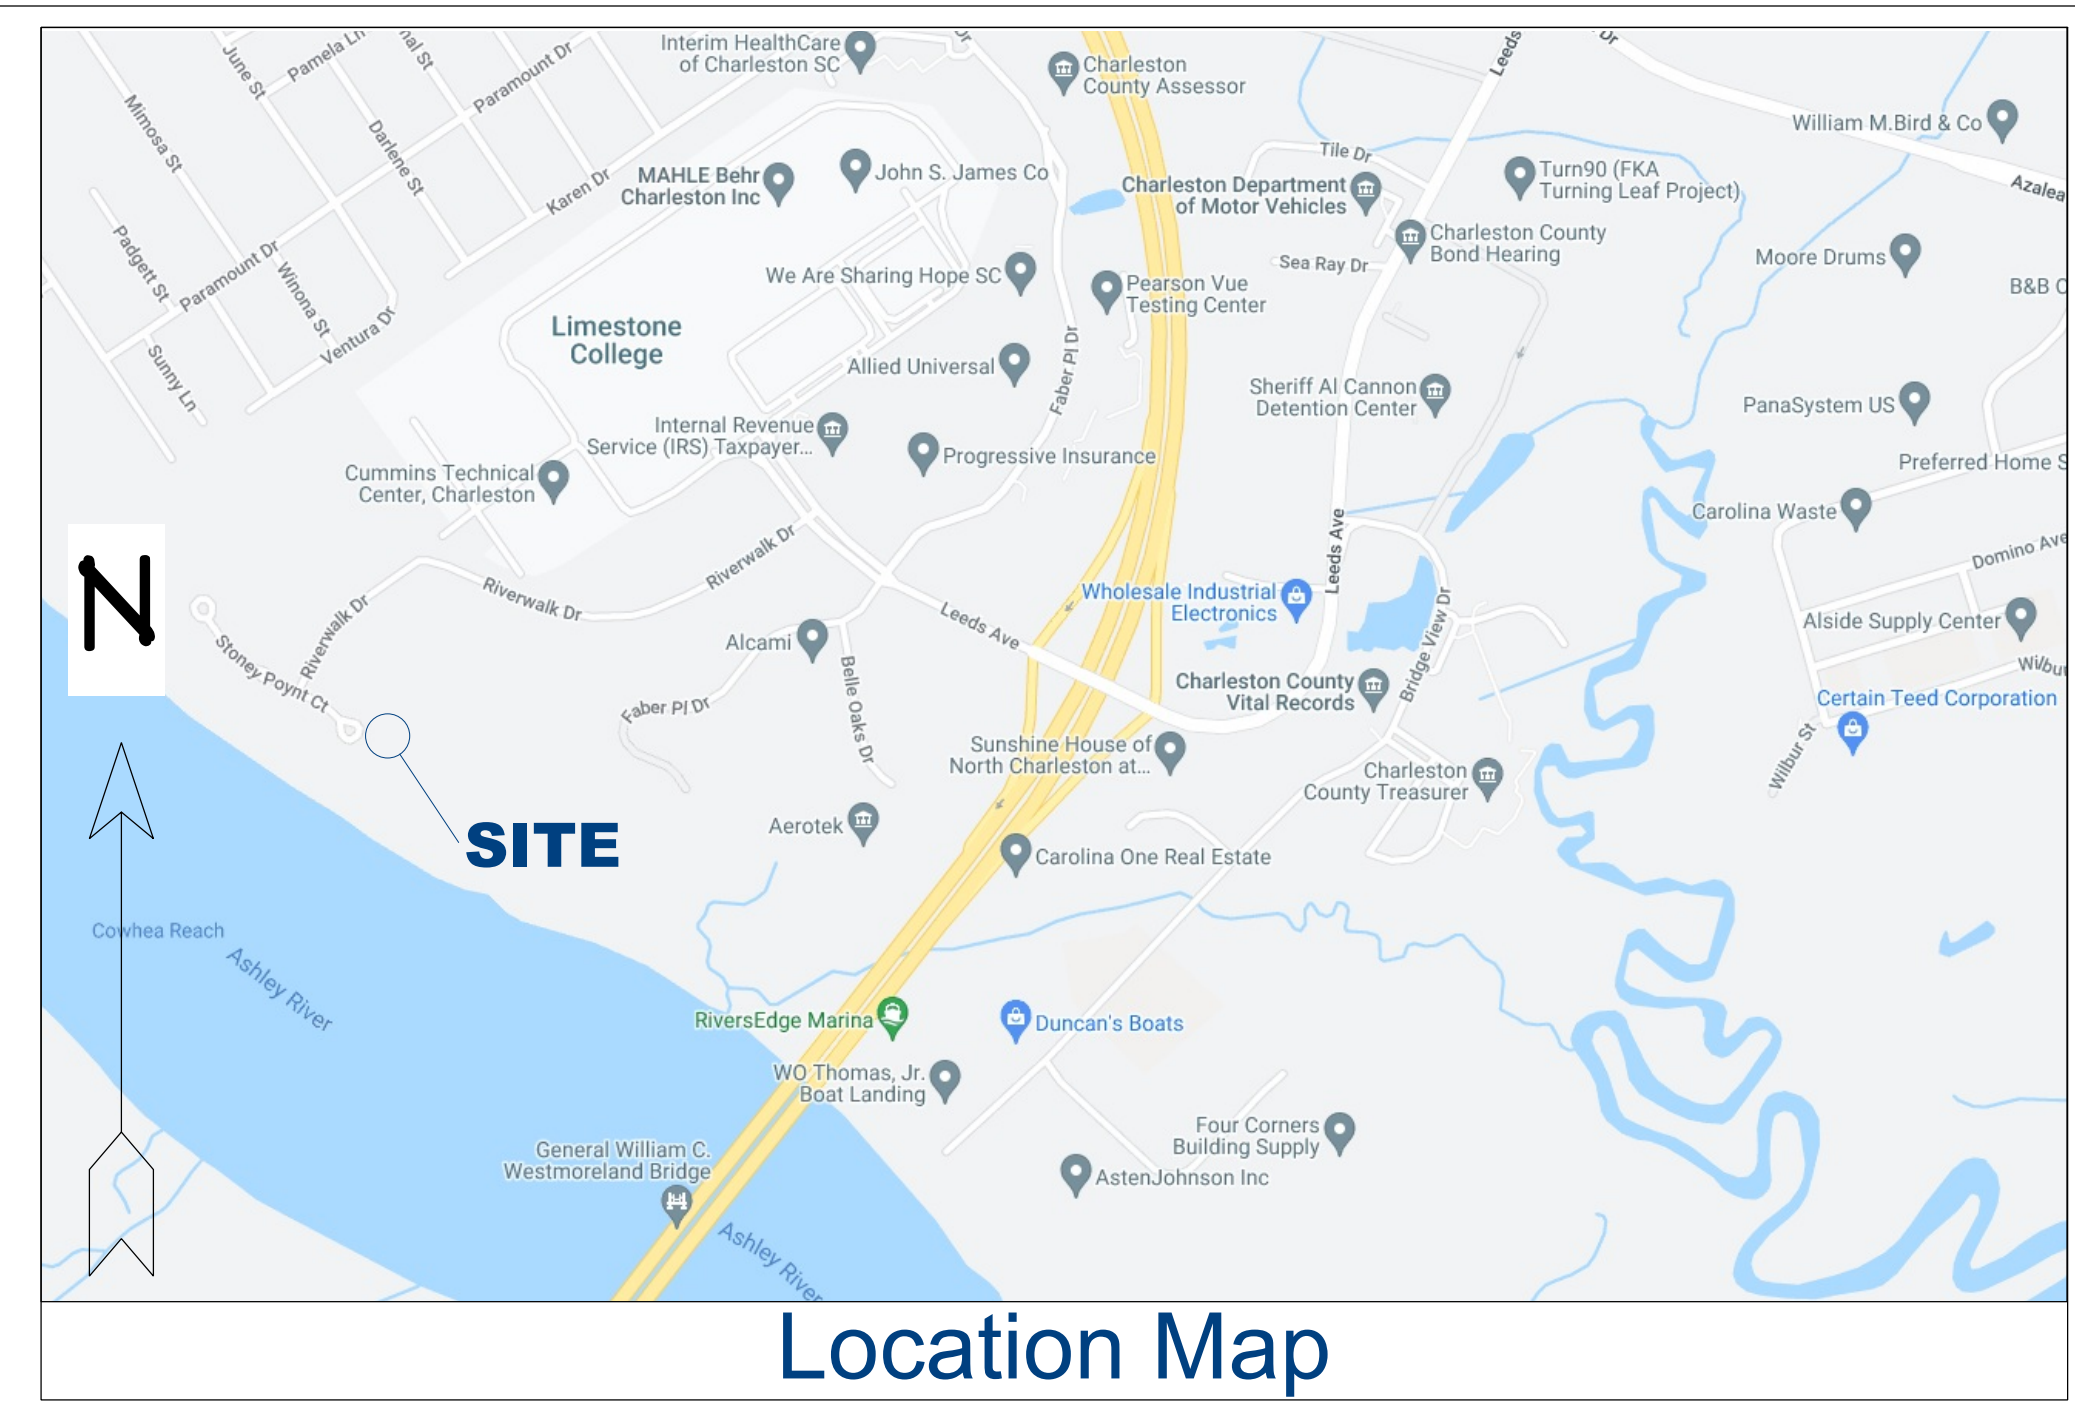 Interim HealthCare
of Charleston SC
Dr
Charleston
County Assessor
Leeds
Dr
June St
Pamela Ln
Paramount Dr
Mimosa St
Darlene St
Karen Dr
William M.Bird & Co
Tile Dr
MAHLE Behr
Charleston Inc
John S. James Co
Charleston Department
of Motor Vehicles
Turn90 (FKA
Turning Leaf Project)
Azalea
Padgett St
Paramount Dr
Winona St
Ventura Dr
Sunny Ln
Charleston County
Bond Hearing
Sea Ray Dr
Moore Drums
We Are Sharing Hope SC
Pearson Vue
Testing Center
B&B C
Limestone
College
Allied Universal
Faber Pl Dr
Sheriff Al Cannon
Detention Center
PanaSystem US
Internal Revenue
Service (IRS) Taxpayer...
Progressive Insurance
Preferred Home S
Cummins Technical
Center, Charleston
Carolina Waste
Leeds Ave
Domino Ave
N
Riverwalk Dr
Riverwalk Dr
Riverwalk Dr
Leeds Ave
Wholesale Industrial
Electronics
Bridge View Dr
Alside Supply Center
Wilbur
Stoney Poynt Ct
Alcami
Belle Oaks Dr
Faber Pl Dr
Charleston County
Vital Records
Certain Teed Corporation
Wilbur St
Sunshine House of
North Charleston at...
Charleston
County Treasurer
SITE
Aerotek
Carolina One Real Estate
Cowhea Reach
Ashley River
RiversEdge Marina
Duncan's Boats
WO Thomas, Jr.
Boat Landing
General William C.
Westmoreland Bridge
Four Corners
Building Supply
AstenJohnson Inc
Ashley River
Location Map